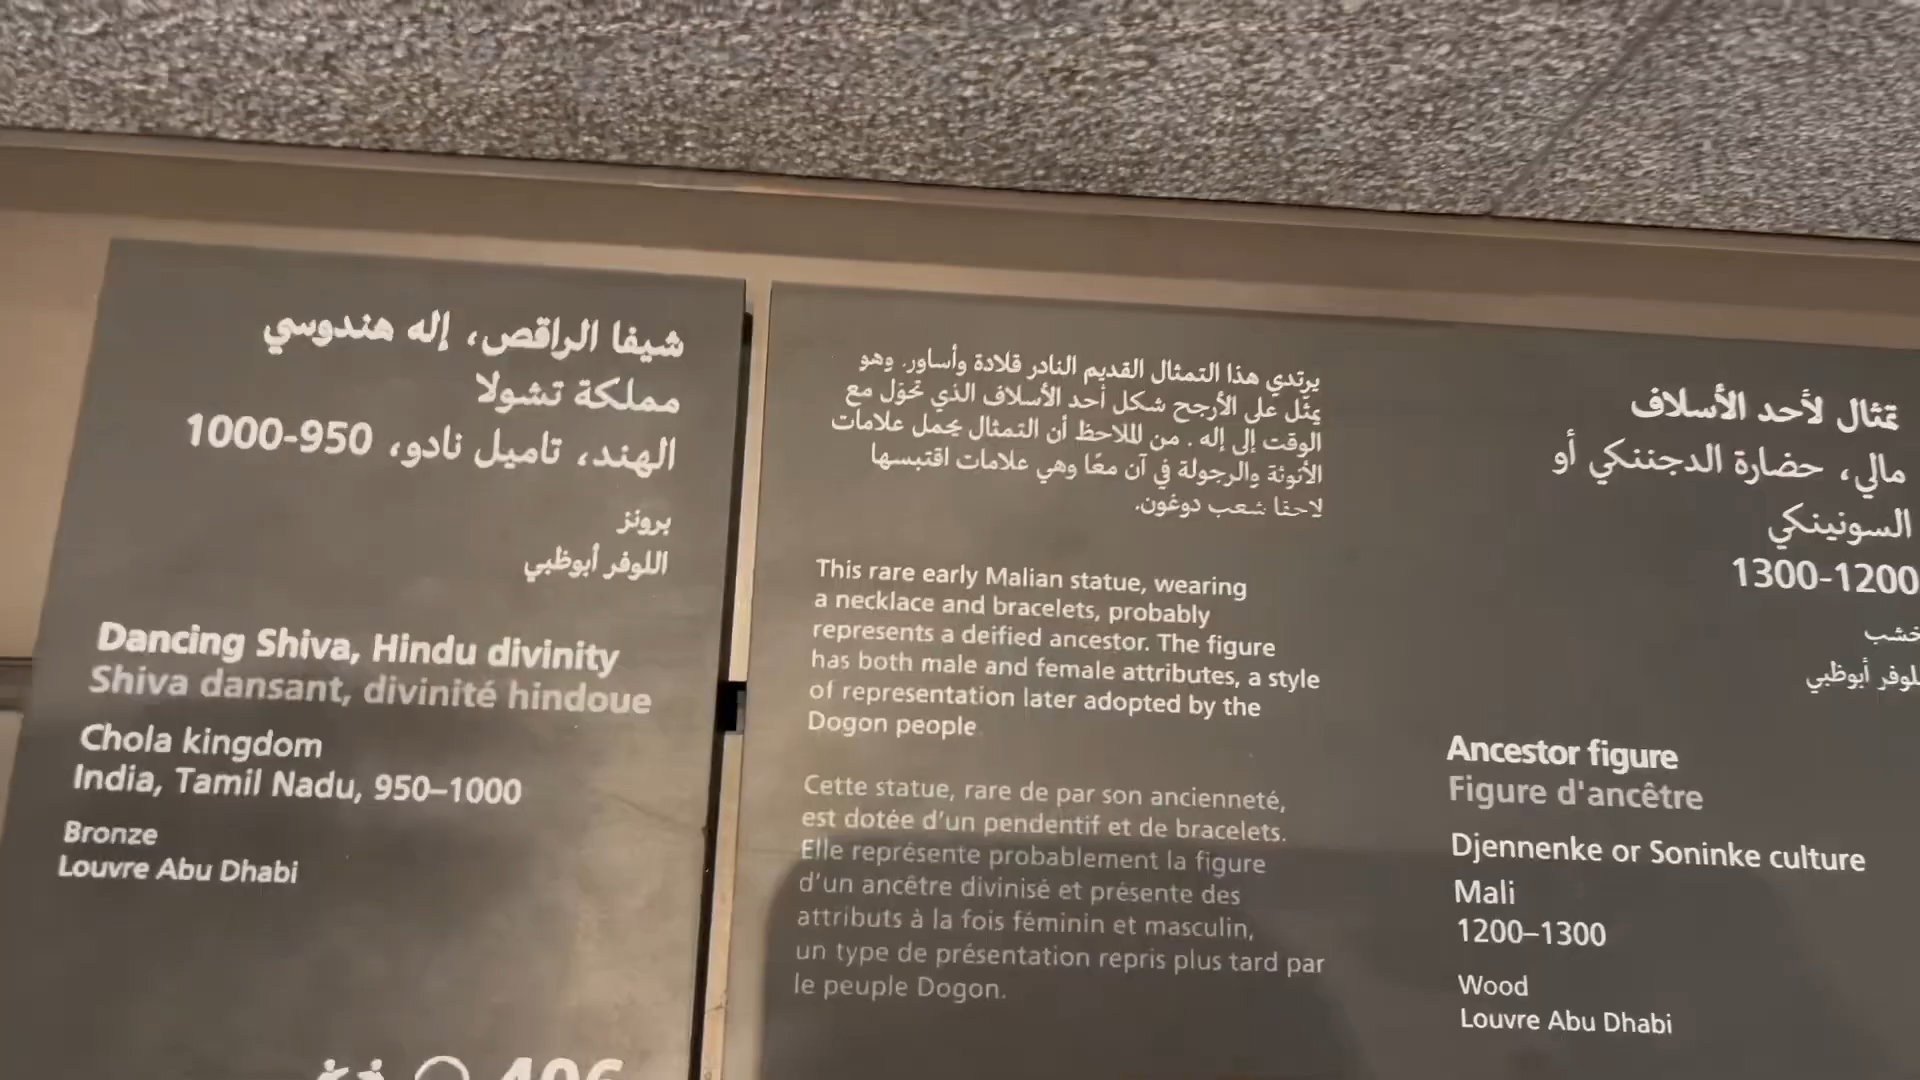 شيفا الراقص، إله هندوسي
مملكة تشولا
الهند، تاميل نادو، 950-1000
برونز
اللوفر أبوظبي
Dancing Shiva, Hindu divinity
Shiva dansant, divinité hindoue
Chola kingdom
India, Tamil Nadu, 950–1000
Bronze
Louvre Abu Dhabi
يرتدي هذا التمثال القديم النادر قلادة وأساور. وهو
يمثّل على الأرجح شكل أحد الأسلاف الذي تحوّل مع
الوقت إلى إله . من الملاحظ أن التمثال يحمل علامات
الأنوثة والرجولة في آن معًا وهي علامات اقتبسها
لاحقا شعب دوغون.
This rare early Malian statue, wearing
a necklace and bracelets, probably
represents a deified ancestor. The figure
has both male and female attributes, a style
of representation later adopted by the
Dogon people
Cette statue, rare de par son ancienneté,
est dotée d'un pendentif et de bracelets.
Elle représente probablement la figure
d'un ancêtre divinisé et présente des
attributs à la fois féminin et masculin,
un type de présentation repris plus tard par
le peuple Dogon.
تمثال لأحد الأسلاف
مالي، حضارة الدجننكي أو
السونينكي
1200-1300
خشب
أبوظبي
Ancestor figure
Figure d'ancêtre
Djennenke or Soninke culture
Mali
1200–1300
Wood
Louvre Abu Dhabi